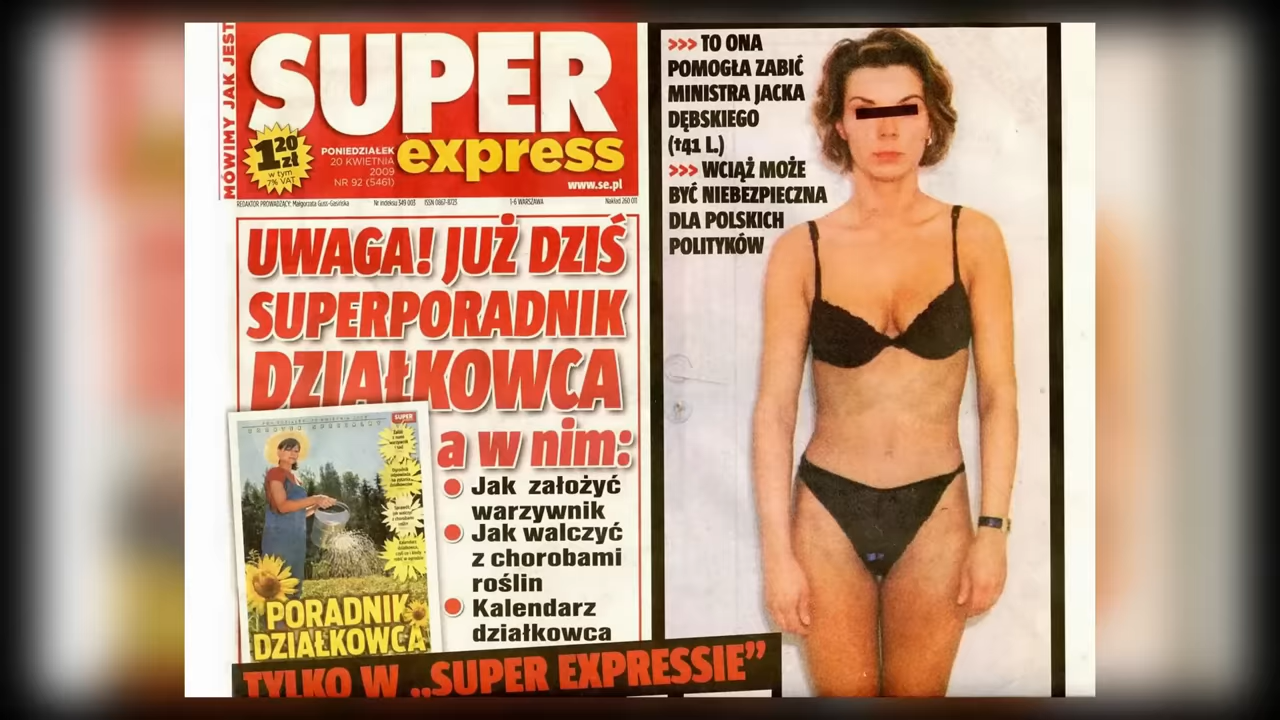 MÓWIMY JAK JEST
SUPER
express
1 20
zł
w tym
7% VAT
PONIEDZIAŁEK
20 KWIETNIA
2009
NR 92 (5461)
www.se.pl
REDAKTOR PROWADZĄCY: Małgorzata Guss-Gasińska Nr indeksu 349 003 ISSN 0867-8723 1-6 WARSZAWA Nakład 260 011
UWAGA! JUŻ DZIŚ
SUPERPORADNIK
DZIAŁKOWCA
a w nim:
Jak założyć
warzywnik
Jak walczyć
z chorobami
roślin
Kalendarz
działkowca
SUPER
PORADNIK
DZIAŁKOWCA
TYLKO W „SUPER EXPRESSIE”
>>> TO ONA
POMOGŁA ZABIĆ
MINISTRA JACKA
DĘBSKIEGO
(†41 L.)
>>> WCIĄŻ MOŻE
BYĆ NIEBEZPIECZNA
DLA POLSKICH
POLITYKÓW